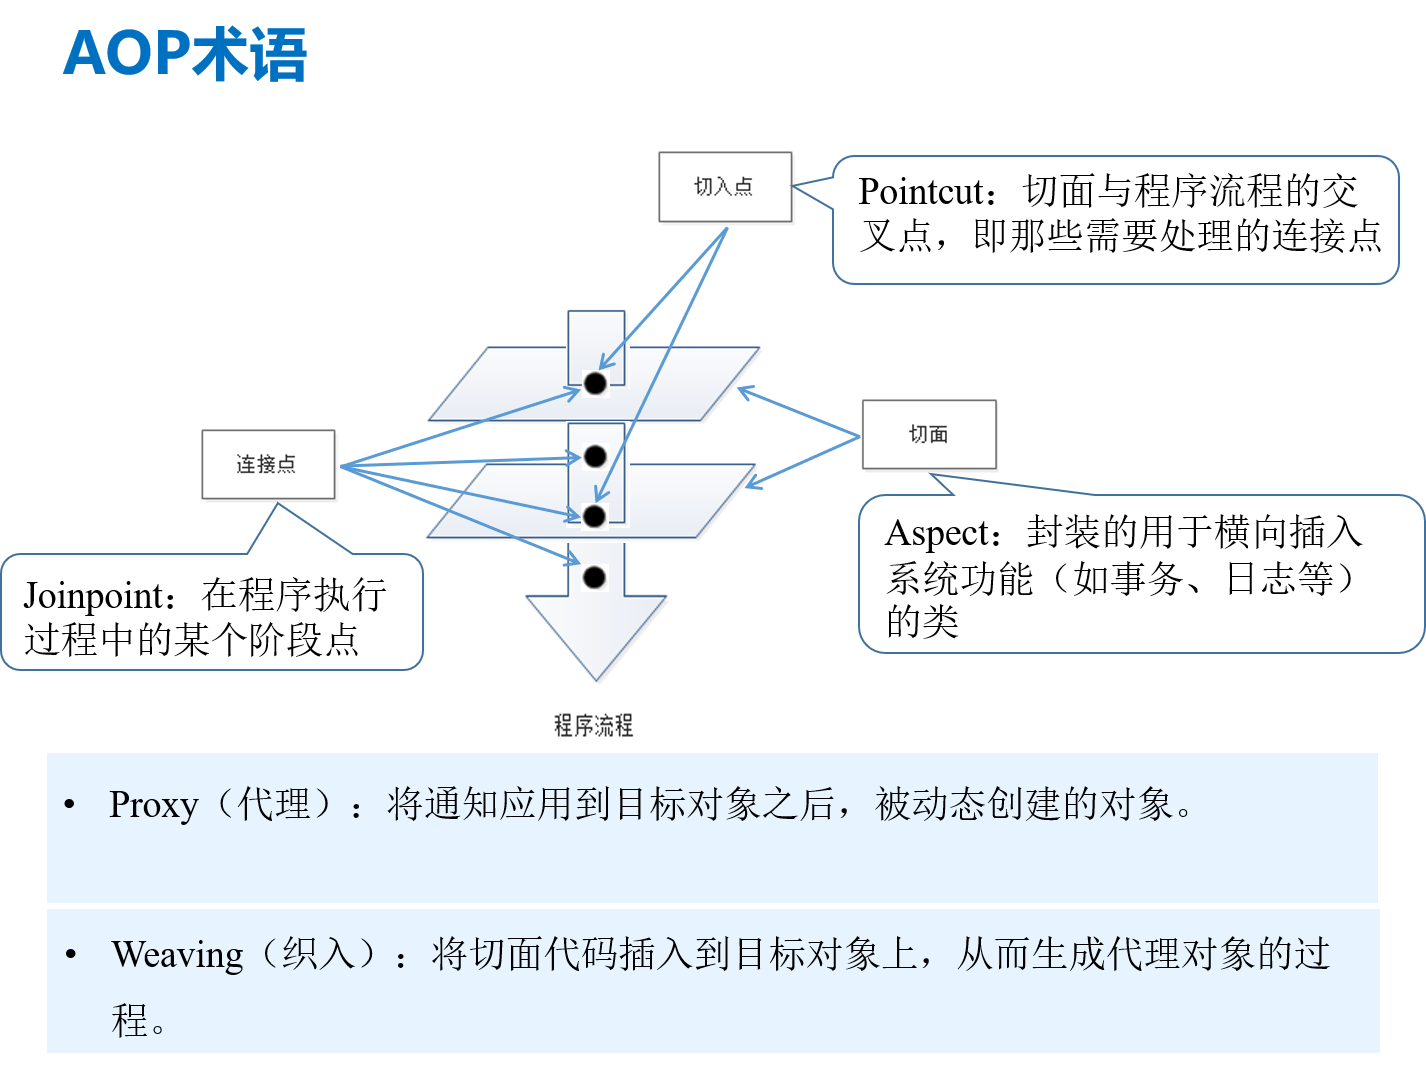 AOP术语
切入点
Pointcut：切面与程序流程的交
叉点，即那些需要处理的连接点
切面
连接点
Aspect：封装的用于横向插入
系统功能（如事务、日志等）
的类
Joinpoint：在程序执行
过程中的某个阶段点
程序流程
• Proxy（代理）：将通知应用到目标对象之后，被动态创建的对象。
• Weaving（织入）：将切面代码插入到目标对象上，从而生成代理对象的过
程。